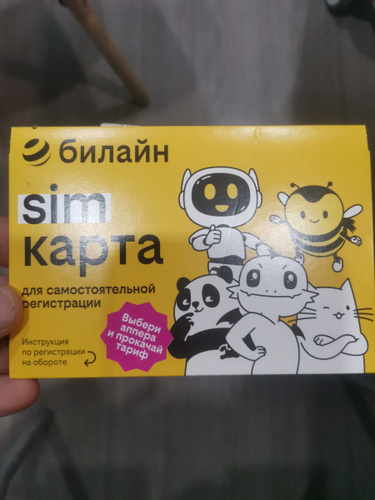 билайн
sim
карта
для самостоятельной
регистрации
Выбери
аппера
и прокачай
тариф
Инструкция
по регистрации
на обороте